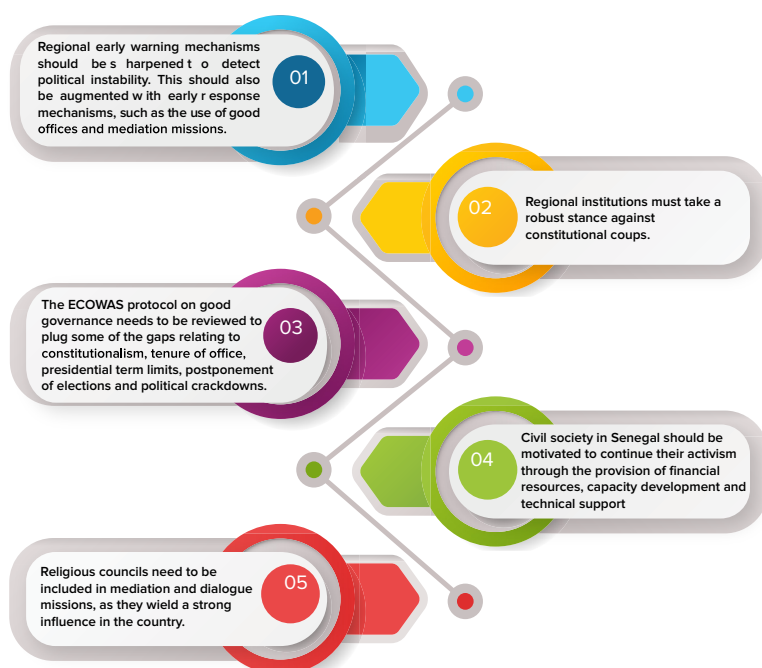 Regional early warning mechanisms
should be s harpened t o detect
political instability. This should also
be augmented w ith early r esponse
mechanisms, such as the use of good
offices and mediation missions.
01
02
Regional institutions must take a
robust stance against
constitutional coups.
The ECOWAS protocol on good
governance needs to be reviewed to
plug some of the gaps relating to
constitutionalism, tenure of office,
presidential term limits, postponement
of elections and political crackdowns.
03
04
Civil society in Senegal should be
motivated to continue their activism
through the provision of financial
resources, capacity development and
technical support
Religious councils need to be
included in mediation and dialogue
missions, as they wield a strong
influence in the country.
05